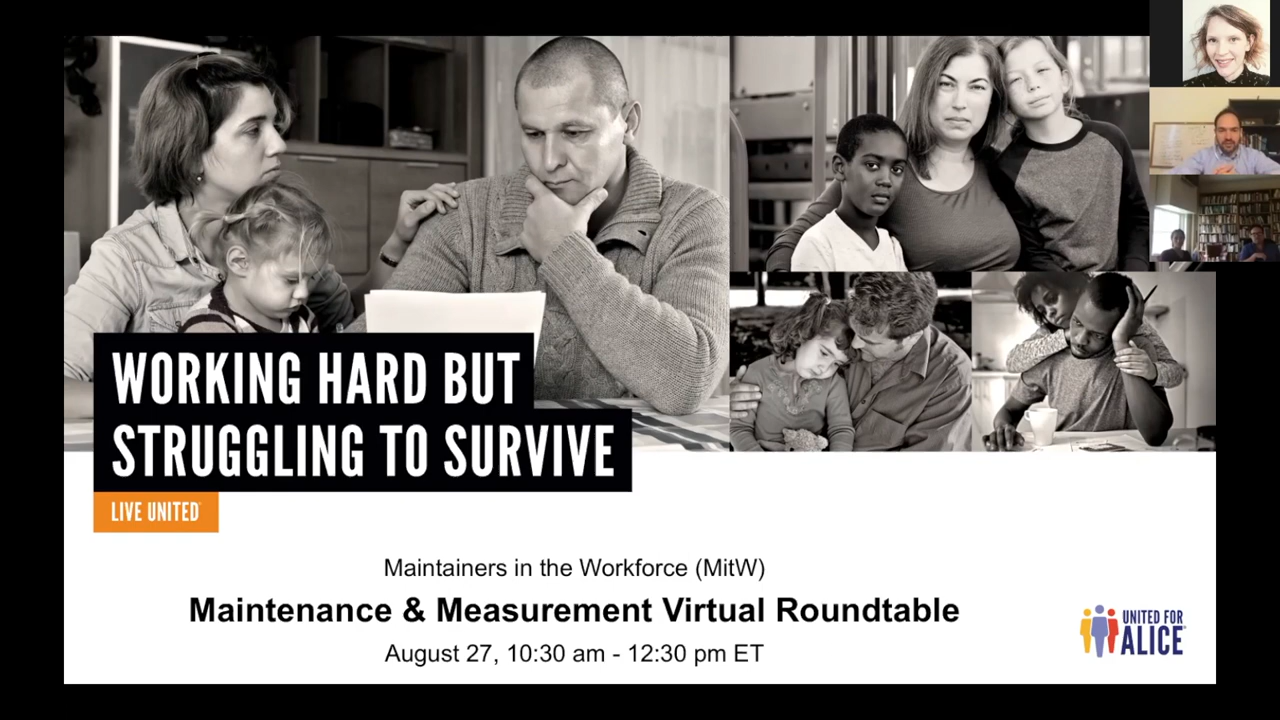 WORKING HARD BUT
STRUGGLING TO SURVIVE
LIVE UNITED
Maintainers in the Workforce (MitW)
Maintenance & Measurement Virtual Roundtable
August 27, 10:30 am - 12:30 pm ET
UNITED FOR
ALICE